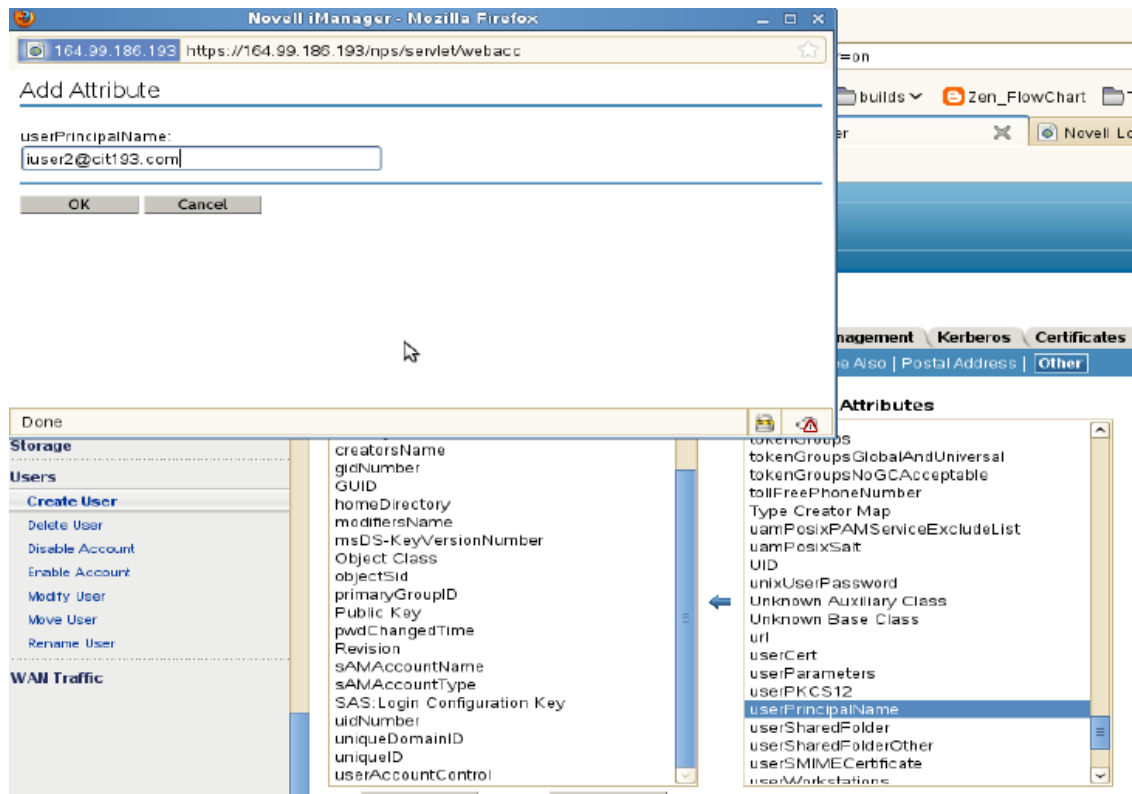 Novell iManager - Mozilla Firefox
164.99.186.193 https://164.99.186.193/nps/servlet/webacc
Add Attribute
userPrincipalName:
iuser2@cit193.com
OK Cancel
Done
=on
builds Zen_FlowChart
er Novell Lo
nagement Kerberos Certificates
e Also | Postal Address | Other
Attributes
Storage
Users
Create User
Delete User
Disable Account
Enable Account
Modify User
Move User
Rename User
WAN Traffic
creatorsName
gidNumber
GUID
homeDirectory
modifiersName
msDS-KeyVersionNumber
Object Class
objectSid
primaryGroupID
Public Key
pwdChangedTime
Revision
sAMAccountName
sAMAccountType
SAS:Login Configuration Key
uidNumber
uniqueDomainID
uniqueID
userAccountControl
tokenGroups
tokenGroupsGlobalAndUniversal
tokenGroupsNoGCAcceptable
tollFreePhoneNumber
Type Creator Map
uamPosixPAMServiceExcludeList
uamPosixSalt
UID
unixUserPassword
Unknown Auxiliary Class
Unknown Base Class
url
userCert
userParameters
userPKCS12
userPrincipalName
userSharedFolder
userSharedFolderOther
userSMIMECertificate
userWorkstations